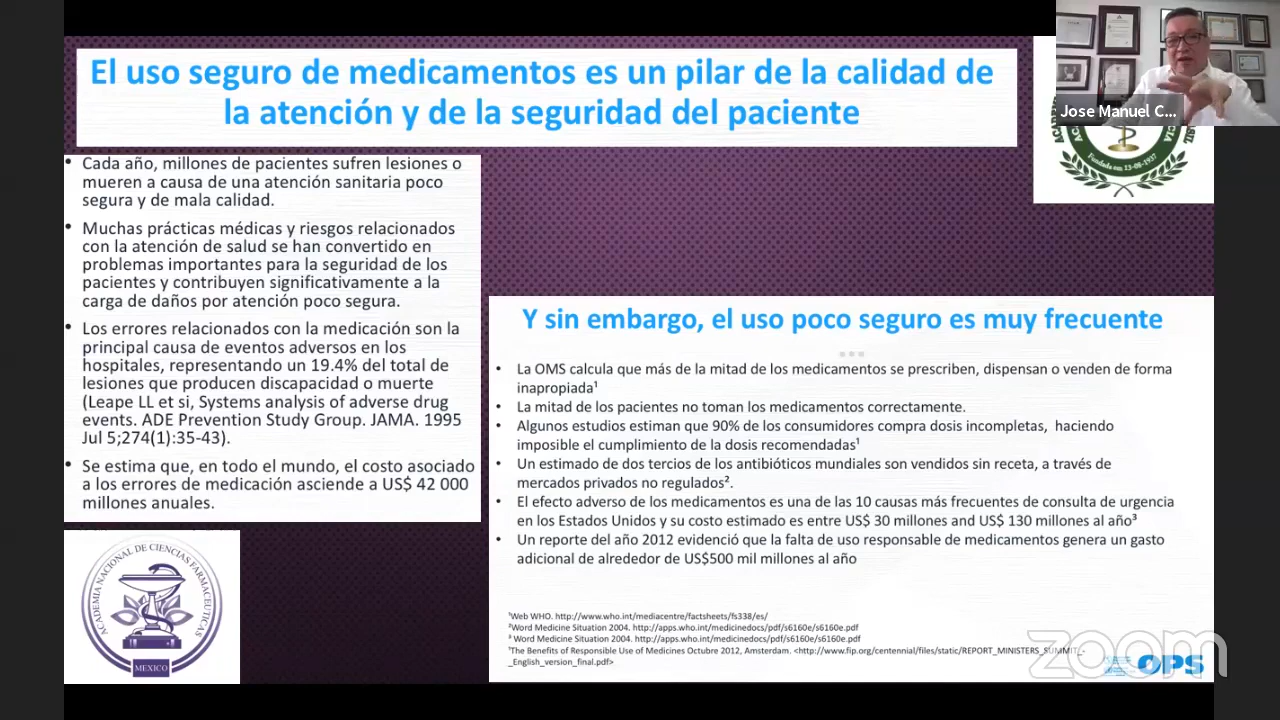 El uso seguro de medicamentos es un pilar de la calidad de
la atención y de la seguridad del paciente
Jose Manuel C...
Fundada em 13-08-1937
• Cada año, millones de pacientes sufren lesiones o
mueren a causa de una atención sanitaria poco
segura y de mala calidad.
• Muchas prácticas médicas y riesgos relacionados
con la atención de salud se han convertido en
problemas importantes para la seguridad de los
pacientes y contribuyen significativamente a la
carga de daños por atención poco segura.
• Los errores relacionados con la medicación son la
principal causa de eventos adversos en los
hospitales, representando un 19.4% del total de
lesiones que producen discapacidad o muerte
(Leape LL et si, Systems analysis of adverse drug
events. ADE Prevention Study Group. JAMA. 1995
Jul 5;274(1):35-43).
• Se estima que, en todo el mundo, el costo asociado
a los errores de medicación asciende a US$ 42 000
millones anuales.
Y sin embargo, el uso poco seguro es muy frecuente
...
• La OMS calcula que más de la mitad de los medicamentos se prescriben, dispensan o venden de forma
inapropiada¹
• La mitad de los pacientes no toman los medicamentos correctamente.
• Algunos estudios estiman que 90% de los consumidores compra dosis incompletas, haciendo
imposible el cumplimiento de la dosis recomendadas¹
• Un estimado de dos tercios de los antibióticos mundiales son vendidos sin receta, a través de
mercados privados no regulados².
• El efecto adverso de los medicamentos es una de las 10 causas más frecuentes de consulta de urgencia
en los Estados Unidos y su costo estimado es entre US$ 30 millones and US$ 130 millones al año³
• Un reporte del año 2012 evidenció que la falta de uso responsable de medicamentos genera un gasto
adicional de alrededor de US$500 mil millones al año
¹Web WHO. http://www.who.int/mediacentre/factsheets/fs338/es/
²Word Medicine Situation 2004. http://apps.who.int/medicinedocs/pdf/s6160e/s6160e.pdf
³ Word Medicine Situation 2004. http://apps.who.int/medicinedocs/pdf/s6160e/s6160e.pdf
¹The Benefits of Responsible Use of Medicines Octubre 2012, Amsterdam. <http://www.fip.org/centennial/files/static/REPORT_MINISTERS_SUMMIT_-
_English_version_final.pdf>
ACADEMIA NACIONAL DE CIENCIAS FARMACEUTICAS
MEXICO
zoom
OPS